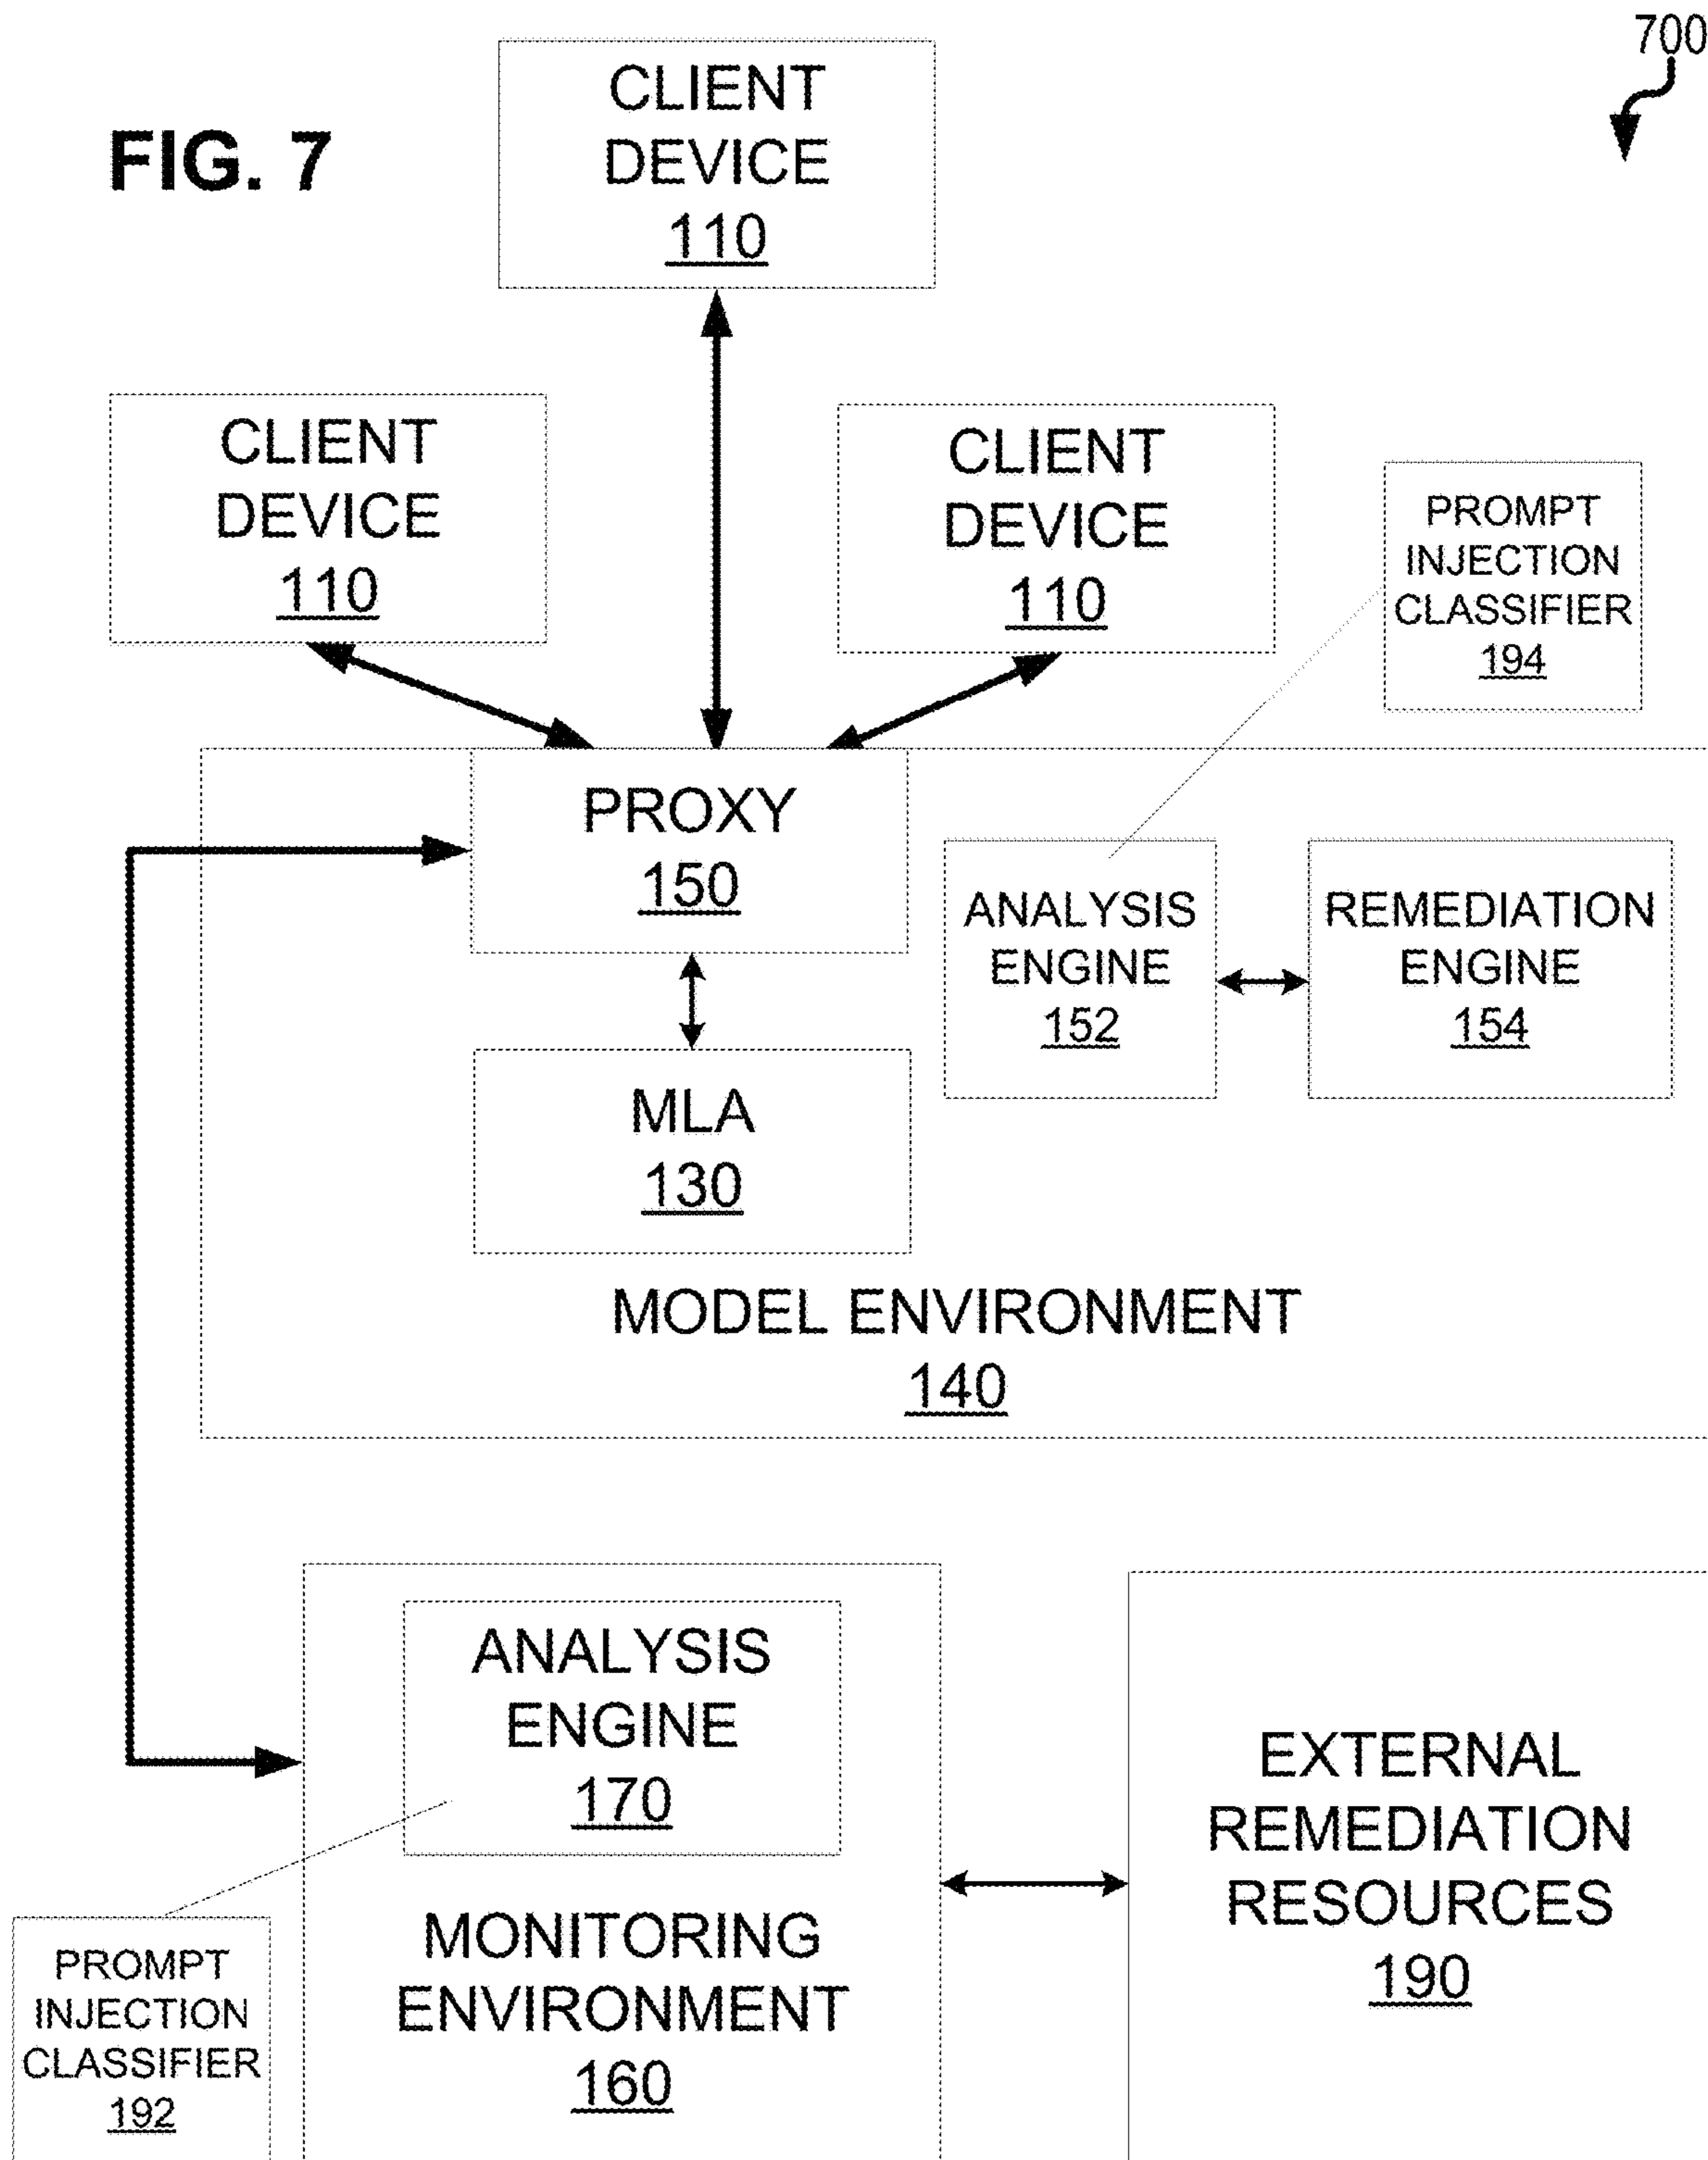 700
FIG. 7
CLIENT
DEVICE
110
CLIENT
DEVICE
110
CLIENT
DEVICE
110
PROMPT
INJECTION
CLASSIFIER
194
PROXY
150
ANALYSIS
ENGINE
152
REMEDIATION
ENGINE
154
MLA
130
MODEL ENVIRONMENT
140
ANALYSIS
ENGINE
170
MONITORING
ENVIRONMENT
160
EXTERNAL
REMEDIATION
RESOURCES
190
PROMPT
INJECTION
CLASSIFIER
192